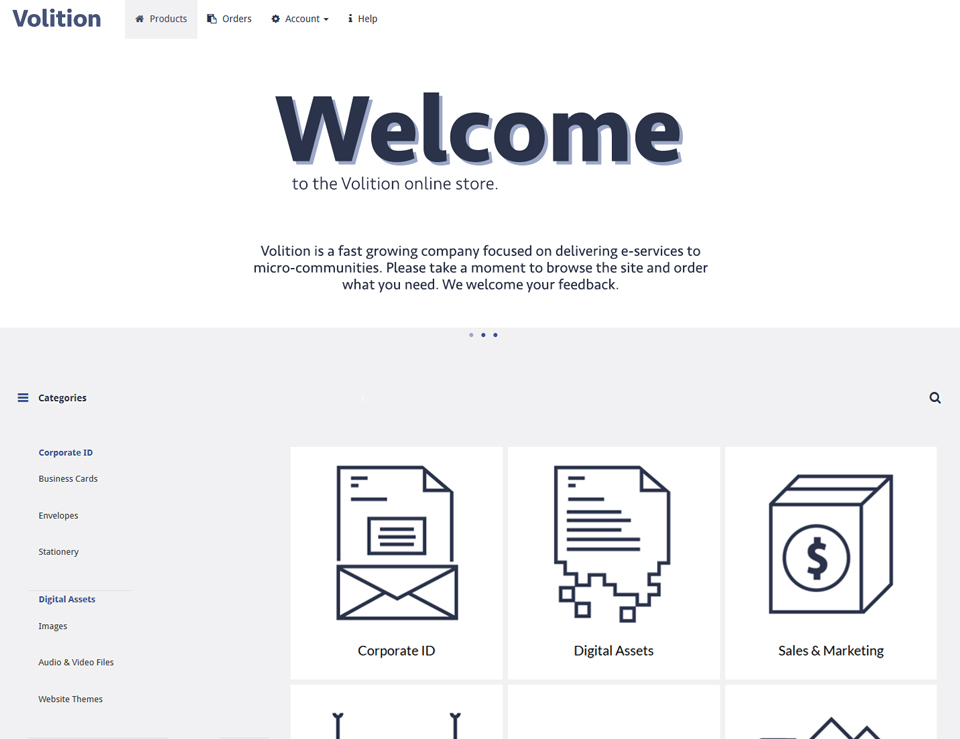 Volition
Products
Orders
Account
Help
Welcome
to the Volition online store.
Volition is a fast growing company focused on delivering e-services to
micro-communities. Please take a moment to browse the site and order
what you need. We welcome your feedback.
Categories
Corporate ID
Business Cards
Envelopes
Stationery
Digital Assets
Images
Audio & Video Files
Website Themes
$
Corporate ID
Digital Assets
Sales & Marketing